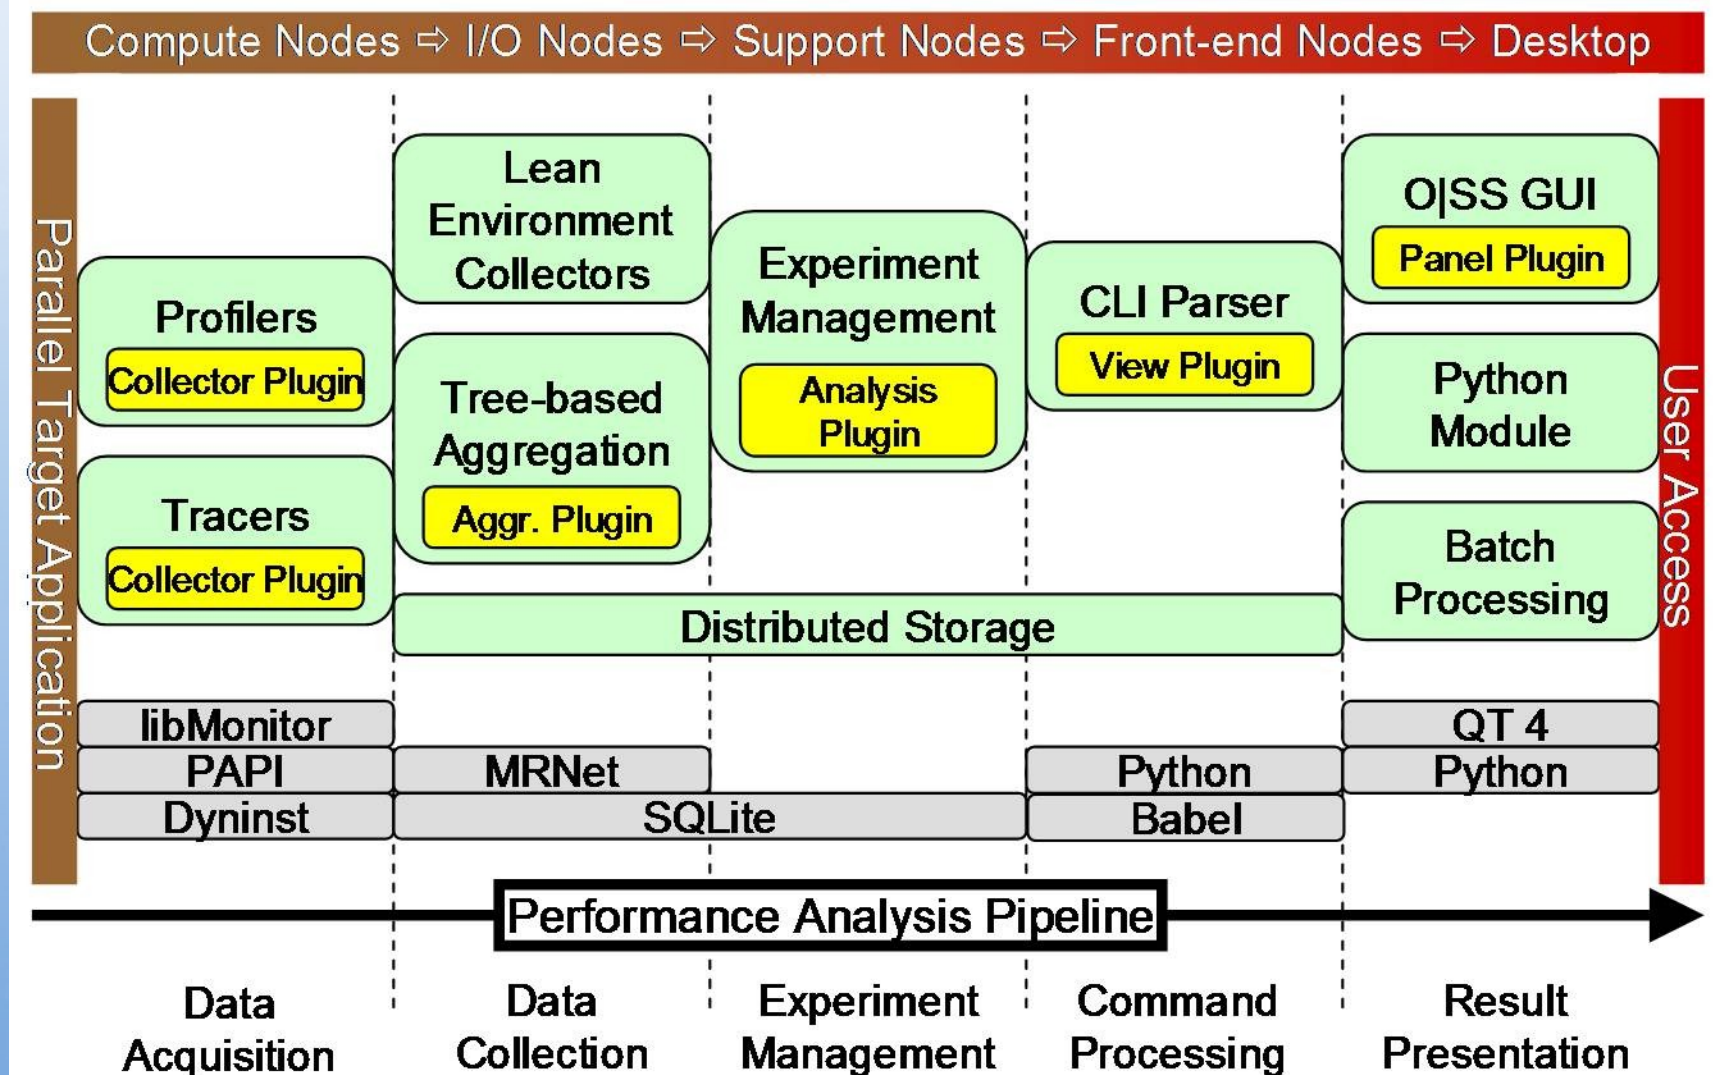 Compute Nodes ⇨ I/O Nodes ⇨ Support Nodes ⇨ Front-end Nodes ⇨ Desktop
Parallel Target Application
Profilers
Collector Plugin
Tracers
Collector Plugin
Lean
Environment
Collectors
Tree-based
Aggregation
Aggr. Plugin
Experiment
Management
Analysis
Plugin
CLI Parser
View Plugin
O|SS GUI
Panel Plugin
Python
Module
Batch
Processing
Distributed Storage
User Access
libMonitor
PAPI
Dyninst
MRNet
SQLite
Python
Babel
QT 4
Python
Performance Analysis Pipeline
Data
Acquisition
Data
Collection
Experiment
Management
Command
Processing
Result
Presentation